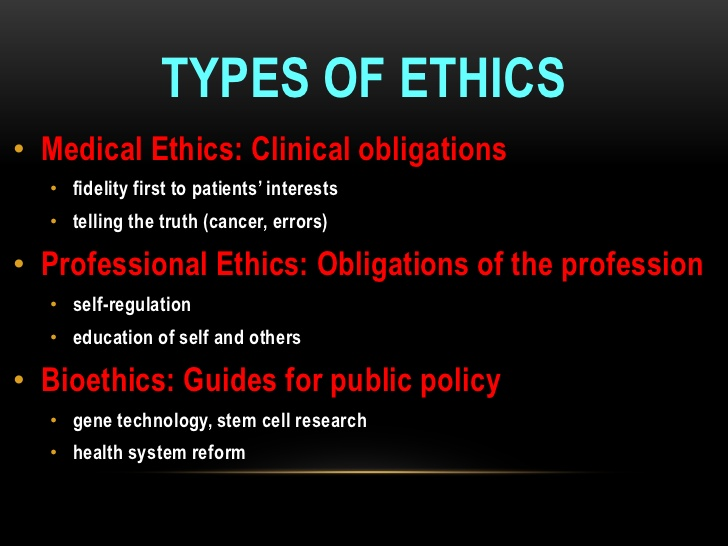 TYPES OF ETHICS
• Medical Ethics: Clinical obligations
• fidelity first to patients’ interests
• telling the truth (cancer, errors)
• Professional Ethics: Obligations of the profession
• self-regulation
• education of self and others
• Bioethics: Guides for public policy
• gene technology, stem cell research
• health system reform